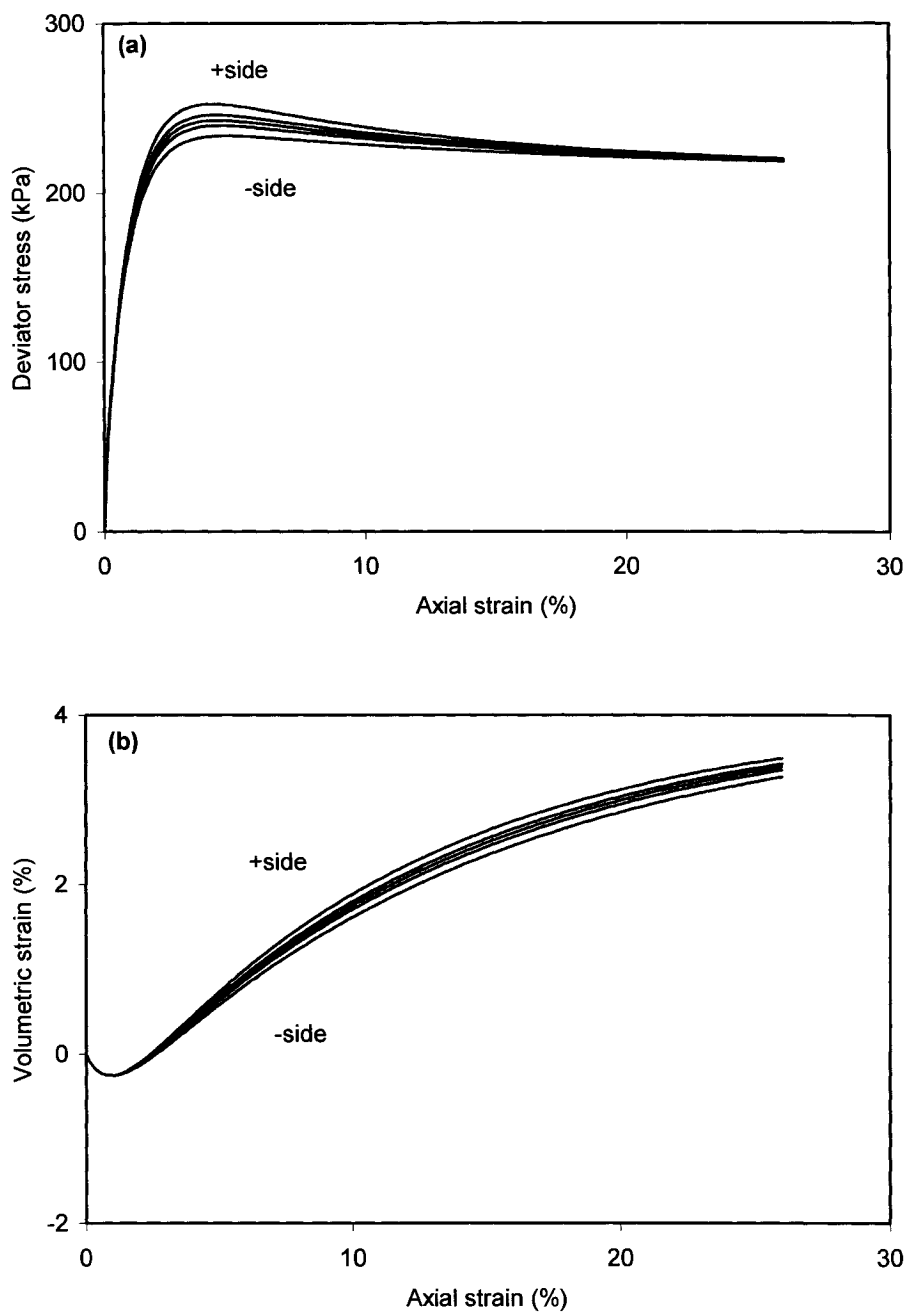 (a)
300
+side
200
-side
100
0
0
10
20
30
Deviator stress (kPa)
Axial strain (%)
(b)
4
+side
2
-side
0
-2
0
10
20
30
Volumetric strain (%)
Axial strain (%)